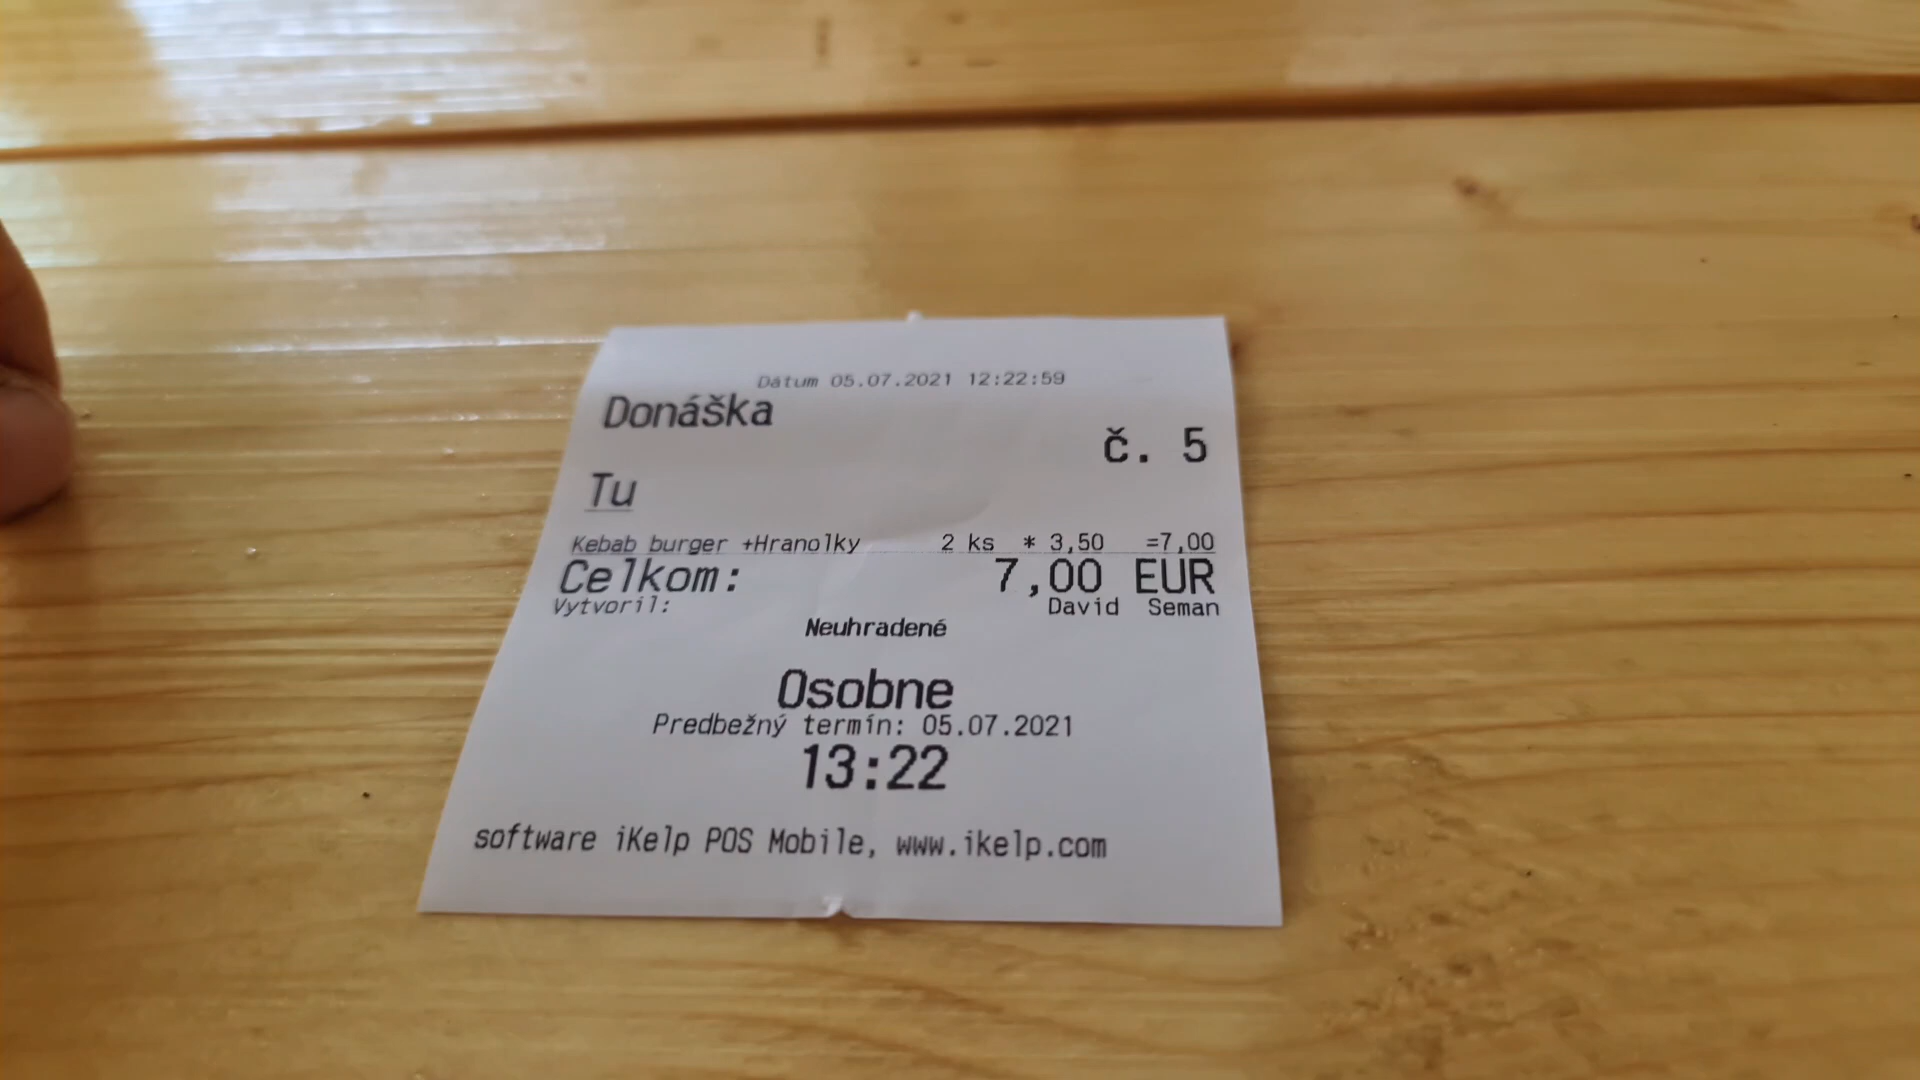 Dátum 05.07.2021 12:22:59
Donáška
č. 5
Tu
Kebab burger +Hranolky 2 ks * 3,50 =7,00
Celkom: 7,00 EUR
Vytvoril: David Seman
Neuhradené
Osobne
Predbežný termín: 05.07.2021
13:22
software iKelp POS Mobile, www.ikelp.com